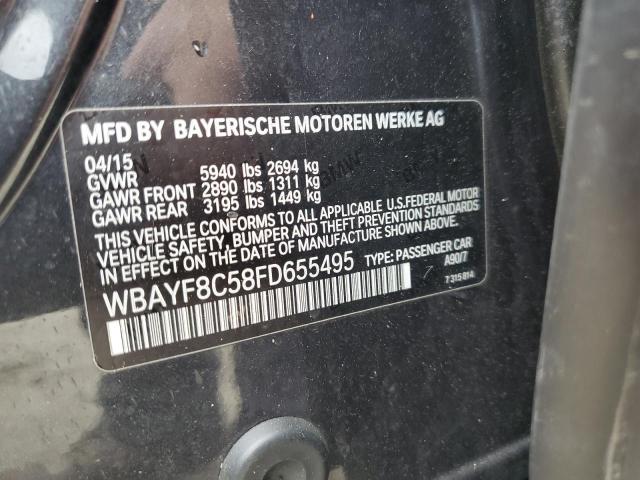 MFD BY BAYERISCHE MOTOREN WERKE AG
04/15
GVWR 5940 lbs 2694 kg
GAWR FRONT 2890 lbs 1311 kg
GAWR REAR 3195 lbs 1449 kg
THIS VEHICLE CONFORMS TO ALL APPLICABLE U.S.FEDERAL MOTOR
VEHICLE SAFETY, BUMPER AND THEFT PREVENTION STANDARDS
IN EFFECT ON THE DATE OF MANUFACTURE SHOWN ABOVE.
WBAYF8C58FD655495 TYPE: PASSENGER CAR
A90/7
7 315 814